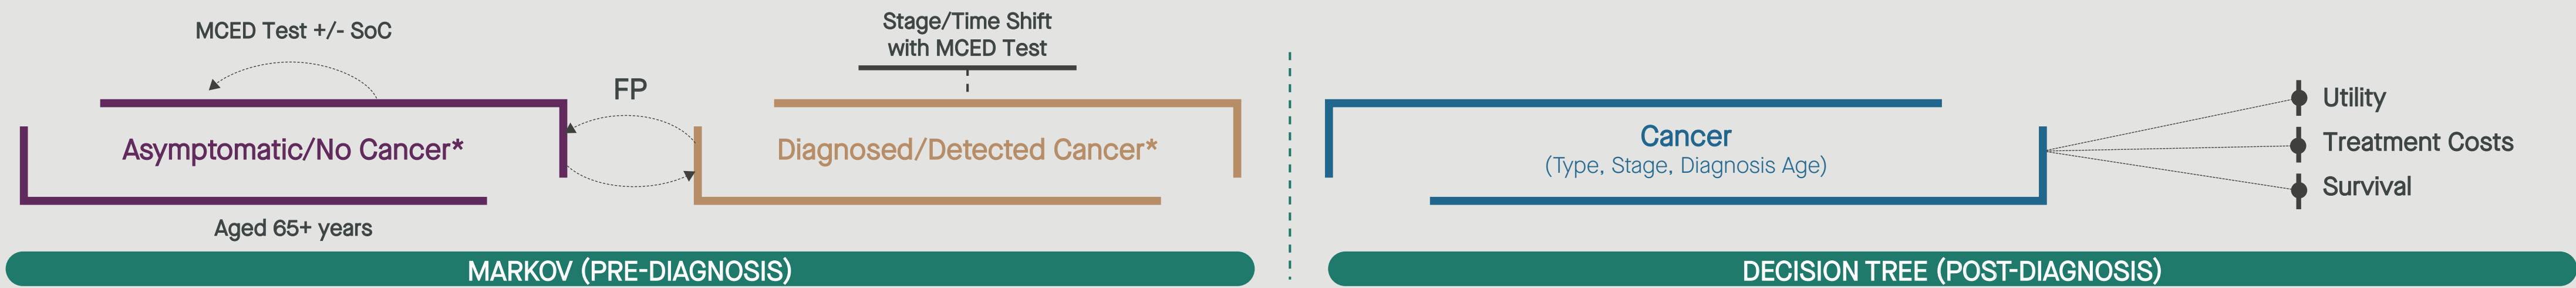 MCED Test +/- SoC
Asymptomatic/No Cancer*
Aged 65+ years
FP
Stage/Time Shift
with MCED Test
Diagnosed/Detected Cancer*
MARKOV (PRE-DIAGNOSIS)
Cancer
(Type, Stage, Diagnosis Age)
Utility
Treatment Costs
Survival
DECISION TREE (POST-DIAGNOSIS)